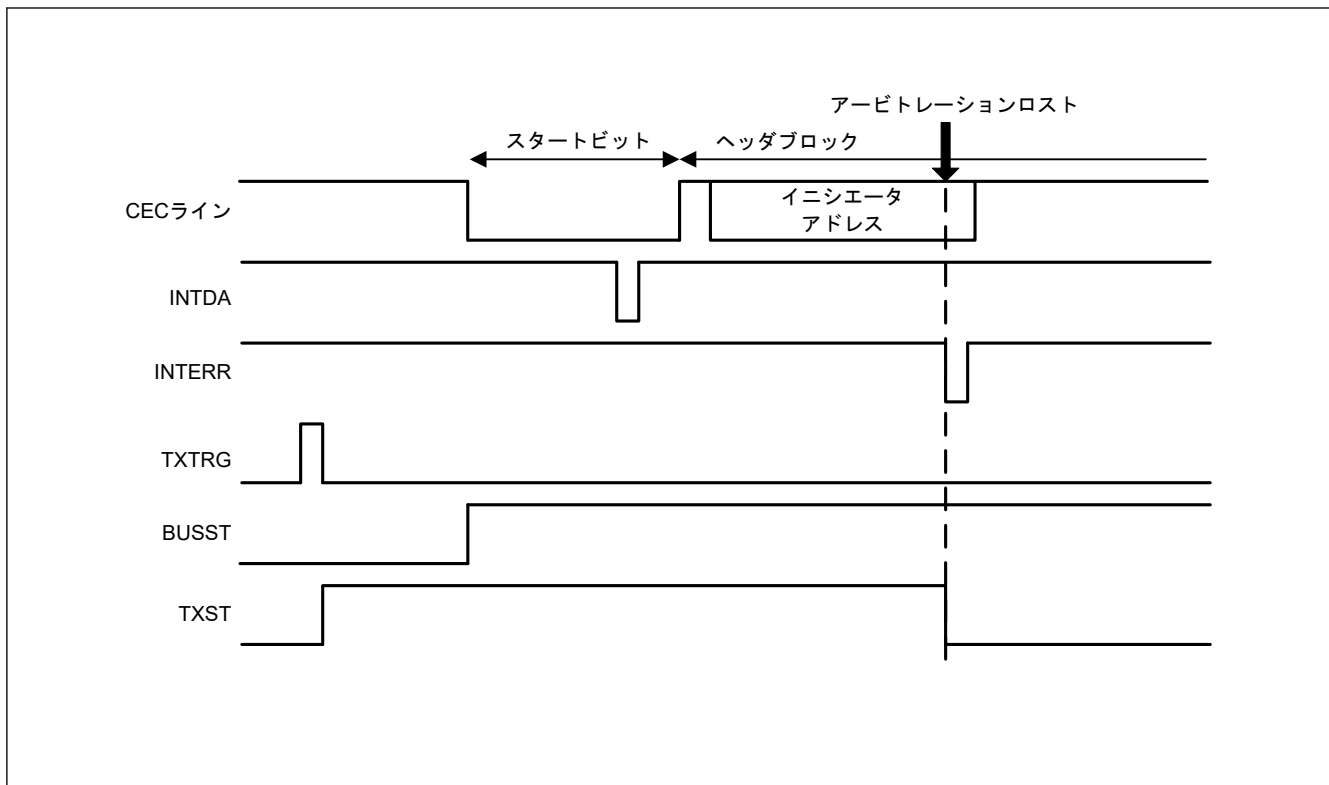 アービトレーションロスト
スタートビット
ヘッダブロック
CECライン
イニシエータ
アドレス
INTDA
INTERR
TXTRG
BUSST
TXST